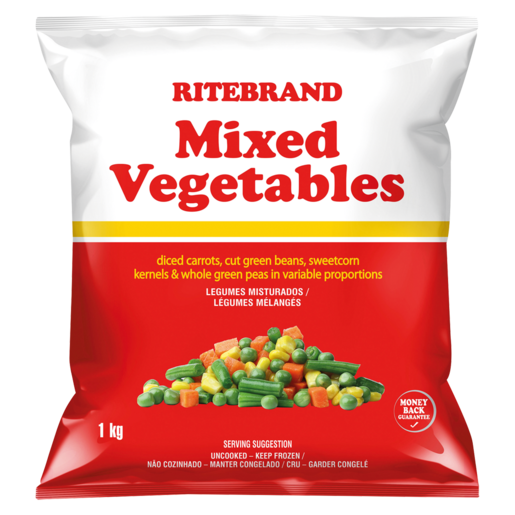 RITEBRAND
Mixed
Vegetables
diced carrots, cut green beans, sweetcorn
kernels & whole green peas in variable proportions
LEGUMES MISTURADOS /
LÉGUMES MÉLANGÉS
MONEY
BACK
GUARANTEE
1 kg
SERVING SUGGESTION
UNCOOKED – KEEP FROZEN /
NÃO COZINHADO – MANTER CONGELADO / CRU – GARDER CONGELÉ